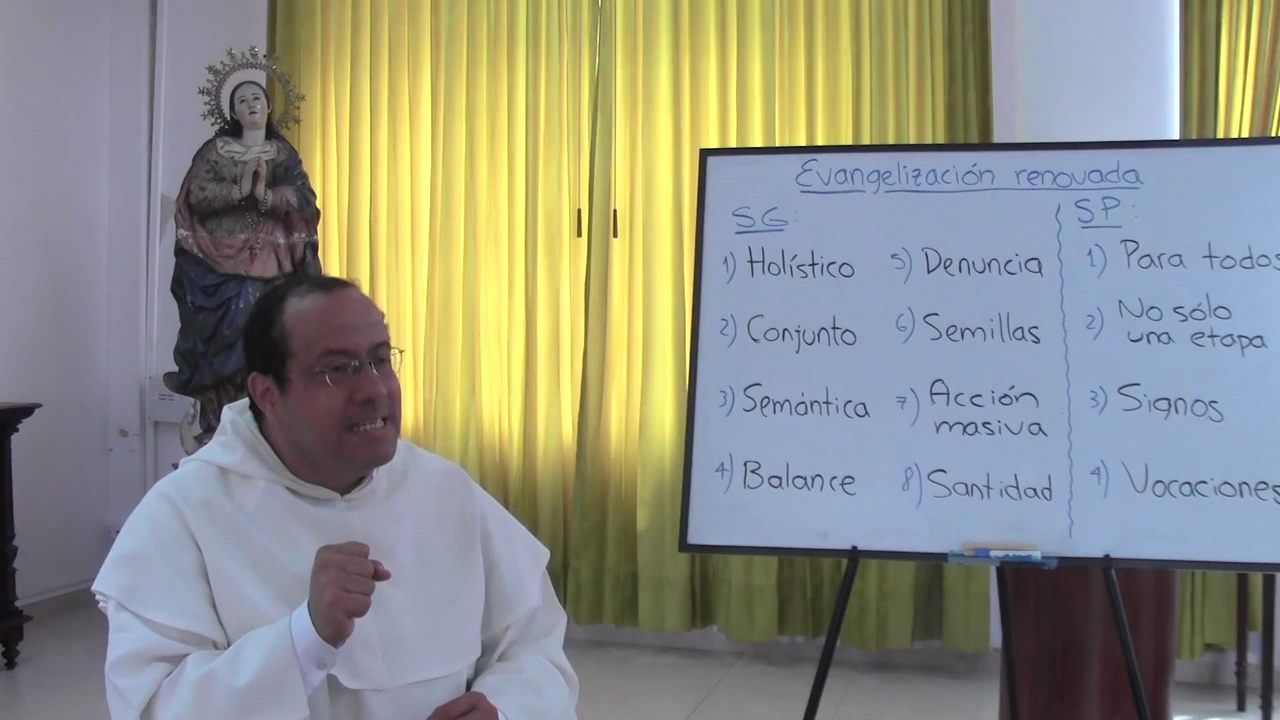 Evangelización renovada
SG:
1) Holístico
2) Conjunto
3) Semántica
4) Balance
5) Denuncia
6) Semillas
7) Acción
masiva
8) Santidad
SP:
1) Para todos
2) No sólo
una etapa
3) Signos
4) Vocaciones